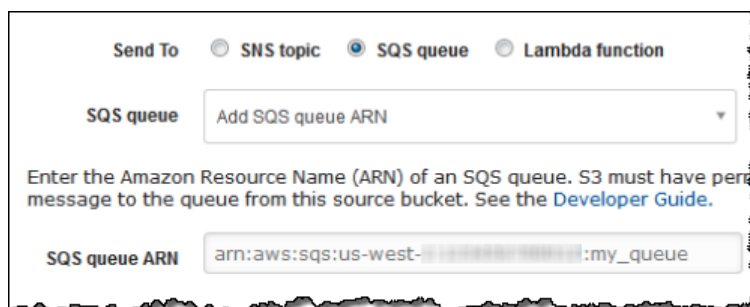 Send To SNS topic SQS queue Lambda function
SQS queue Add SQS queue ARN
Enter the Amazon Resource Name (ARN) of an SQS queue. S3 must have
message to the queue from this source bucket. See the Developer Guide.
SQS queue ARN arn:aws:sqs:us-west- :my_queue